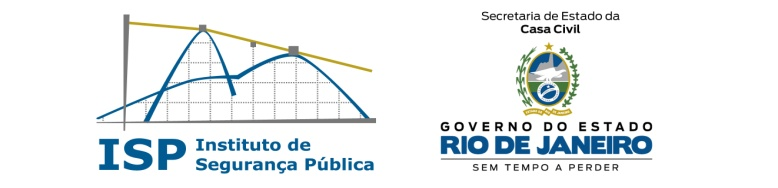 ISP
Instituto de
Segurança Pública
Secretaria de Estado da
Casa Civil
GOVERNO DO ESTADO
RIO DE JANEIRO
SEM TEMPO A PERDER